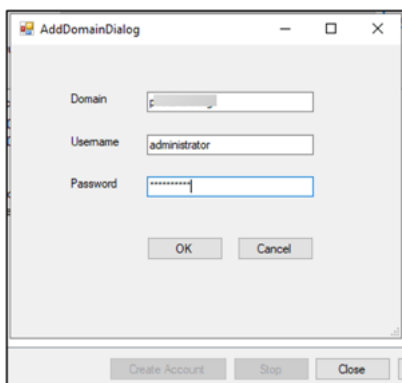 AddDomainDialog
Domain
Username administrator
Password **********
OK Cancel
Create Account Stop Close